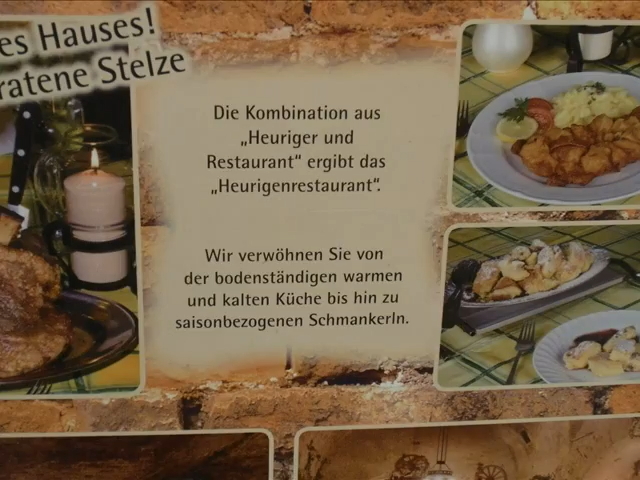 es Hauses!
ratene Stelze
Die Kombination aus
„Heuriger und
Restaurant“ ergibt das
„Heurigenrestaurant“.
Wir verwöhnen Sie von
der bodenständigen warmen
und kalten Küche bis hin zu
saisonbezogenen Schmankerln.